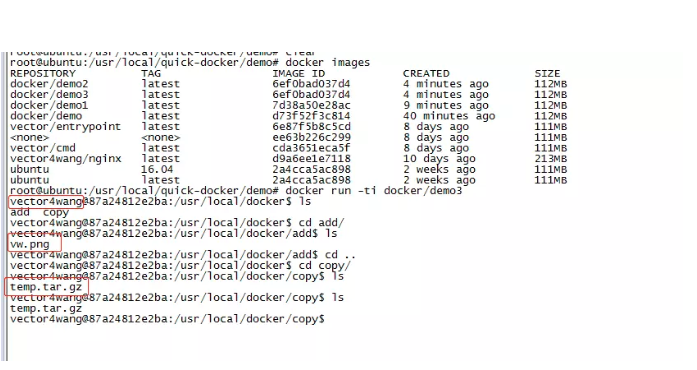 root@ubuntu:/usr/local/quick-docker/demo# clear
root@ubuntu:/usr/local/quick-docker/demo# docker images
REPOSITORY TAG IMAGE ID CREATED SIZE
docker/demo2 latest 6ef0bad037d4 4 minutes ago 112MB
docker/demo3 latest 6ef0bad037d4 4 minutes ago 112MB
docker/demo1 latest 7d38a50e28ac 9 minutes ago 112MB
docker/demo latest d73f52f3c814 40 minutes ago 112MB
vector/entrypoint latest 6e87f5b8c5cd 8 days ago 111MB
<none> <none> ee63b226c299 8 days ago 111MB
vector/cmd latest cda3651eca5f 8 days ago 111MB
vector4wang/nginx latest d9a6ee1e7118 10 days ago 213MB
ubuntu 16.04 2a4cca5ac898 2 weeks ago 111MB
ubuntu latest 2a4cca5ac898 2 weeks ago 111MB
root@ubuntu:/usr/local/quick-docker/demo# docker run -ti docker/demo3
vector4wang@87a24812e2ba:/usr/local/docker$ ls
add copy
vector4wang@87a24812e2ba:/usr/local/docker$ cd add/
vector4wang@87a24812e2ba:/usr/local/docker/add$ ls
vw.png
vector4wang@87a24812e2ba:/usr/local/docker/add$ cd ..
vector4wang@87a24812e2ba:/usr/local/docker$ cd copy/
vector4wang@87a24812e2ba:/usr/local/docker/copy$ ls
temp.tar.gz
vector4wang@87a24812e2ba:/usr/local/docker/copy$ ls
temp.tar.gz
vector4wang@87a24812e2ba:/usr/local/docker/copy$